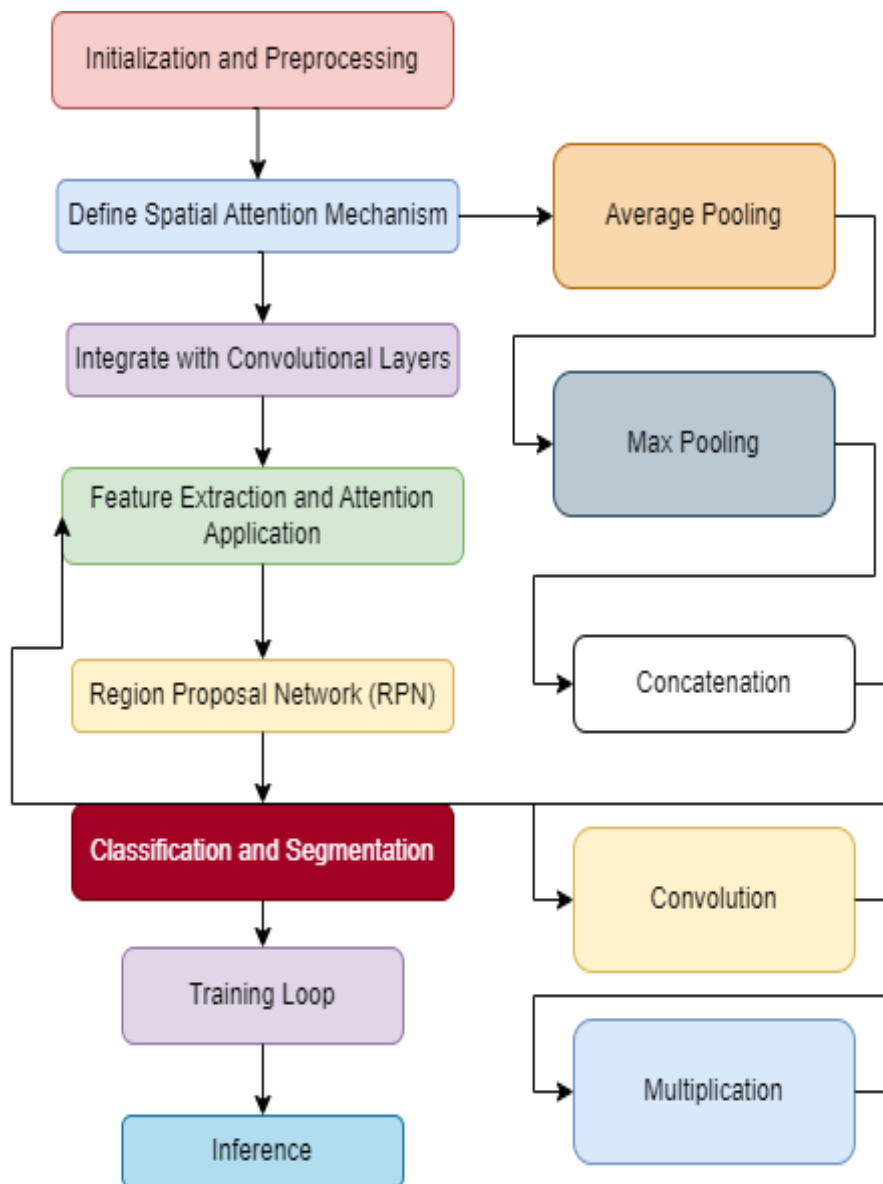 Initialization and Preprocessing
Define Spatial Attention Mechanism
Average Pooling
Integrate with Convolutional Layers
Max Pooling
Feature Extraction and Attention
Application
Region Proposal Network (RPN)
Concatenation
Classification and Segmentation
Convolution
Training Loop
Multiplication
Inference